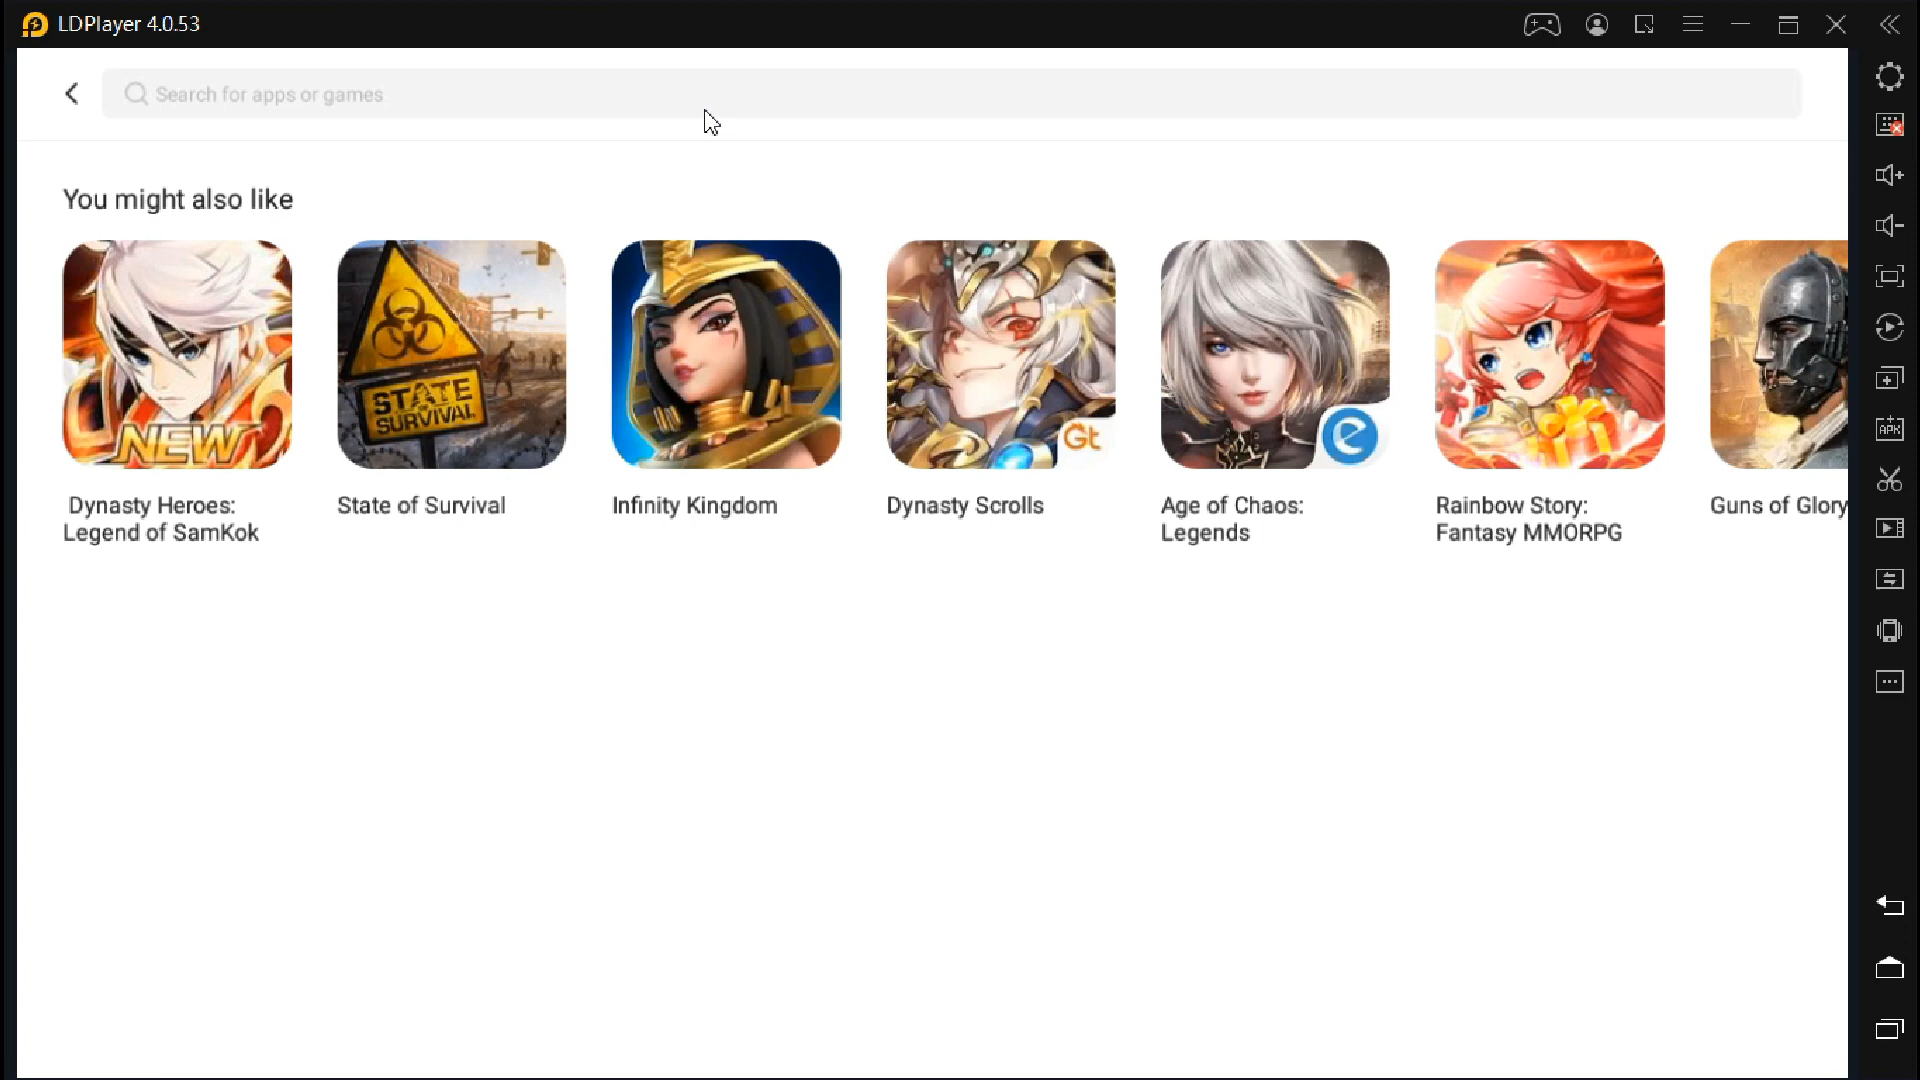 LDPlayer 4.0.53
Search for apps or games
You might also like
NEW
STATE
SURVIVAL
Gt
e
Dynasty Heroes:
Legend of SamKok
State of Survival
Infinity Kingdom
Dynasty Scrolls
Age of Chaos:
Legends
Rainbow Story:
Fantasy MMORPG
Guns of Glory
APK